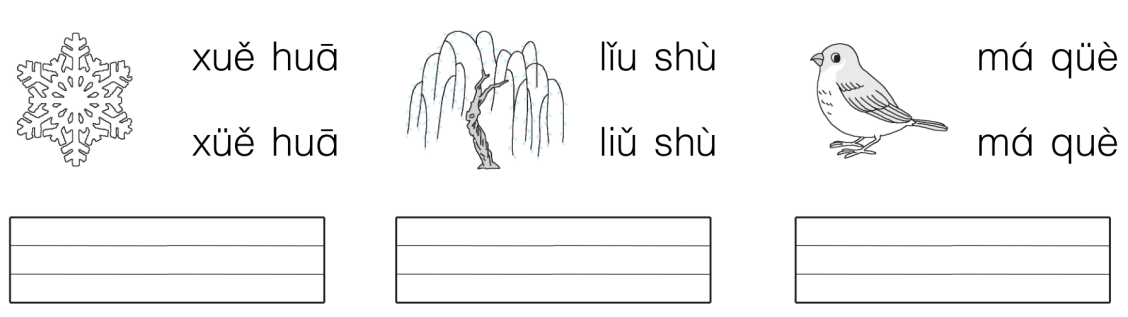 xuě huā
xüě huā
lǐu shù
liǔ shù
má qüè
má què